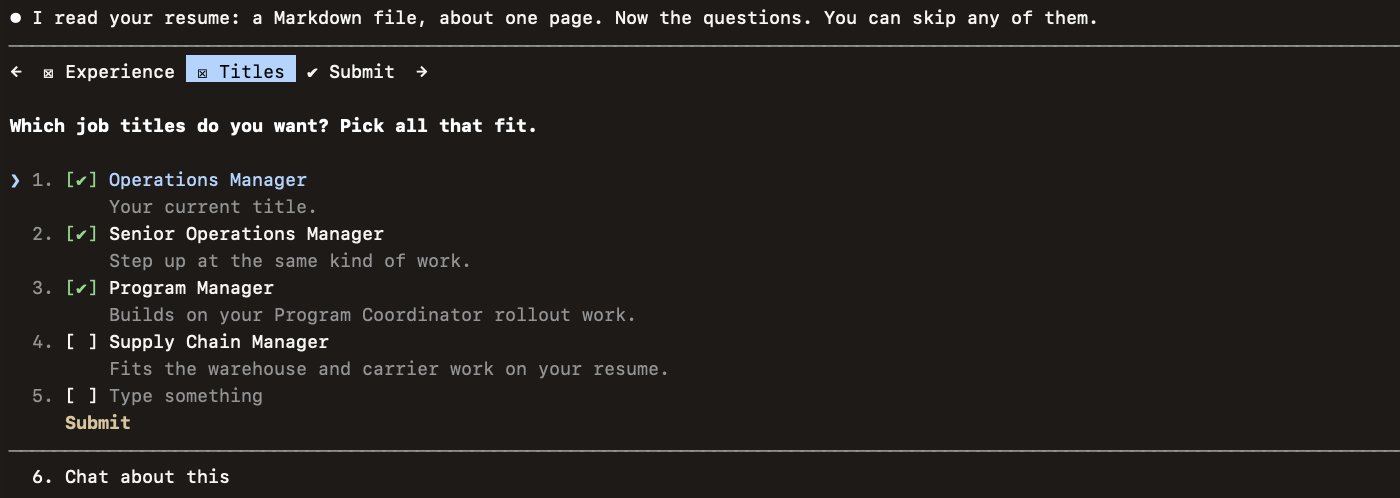 ● I read your resume: a Markdown file, about one page. Now the questions. You can skip any of them.
← ☒ Experience ☒ Titles ✔ Submit →
Which job titles do you want? Pick all that fit.
❯ 1. [✔] Operations Manager
Your current title.
2. [✔] Senior Operations Manager
Step up at the same kind of work.
3. [✔] Program Manager
Builds on your Program Coordinator rollout work.
4. [ ] Supply Chain Manager
Fits the warehouse and carrier work on your resume.
5. [ ] Type something
Submit
6. Chat about this